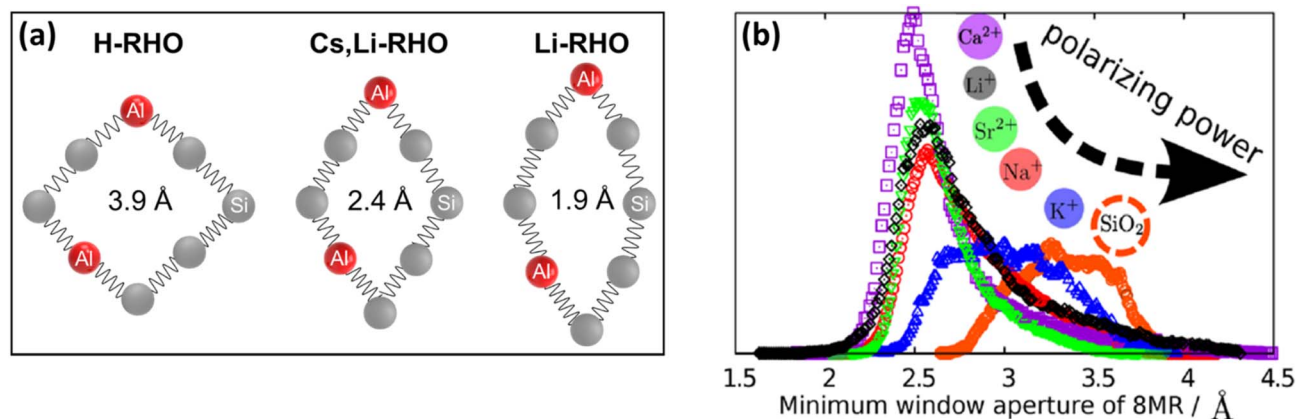 (a)
H-RHO
Cs,Li-RHO
Li-RHO
Al
Al
Si
3.9 Å
Al
Al
Si
2.4 Å
Al
Al
Si
1.9 Å
(b)
Ca²⁺
Li⁺
Sr²⁺
Na⁺
K⁺
SiO₂
polarizing power
1.5 2 2.5 3 3.5 4 4.5
Minimum window aperture of 8MR / Å